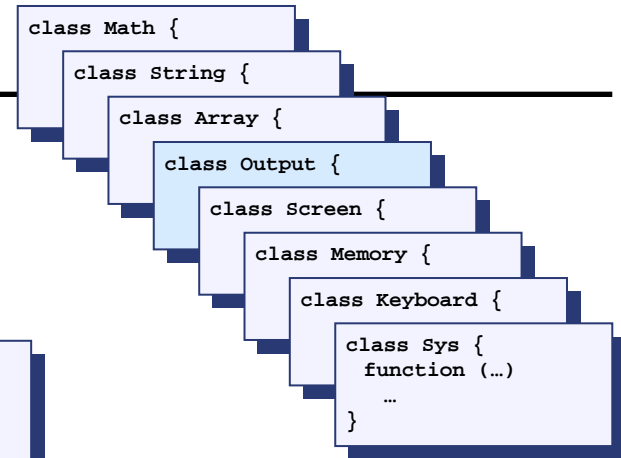 class Math {
class String {
class Array {
class Output {
class Screen {
class Memory {
class Keyboard {
class Sys {
function (…)
…
}